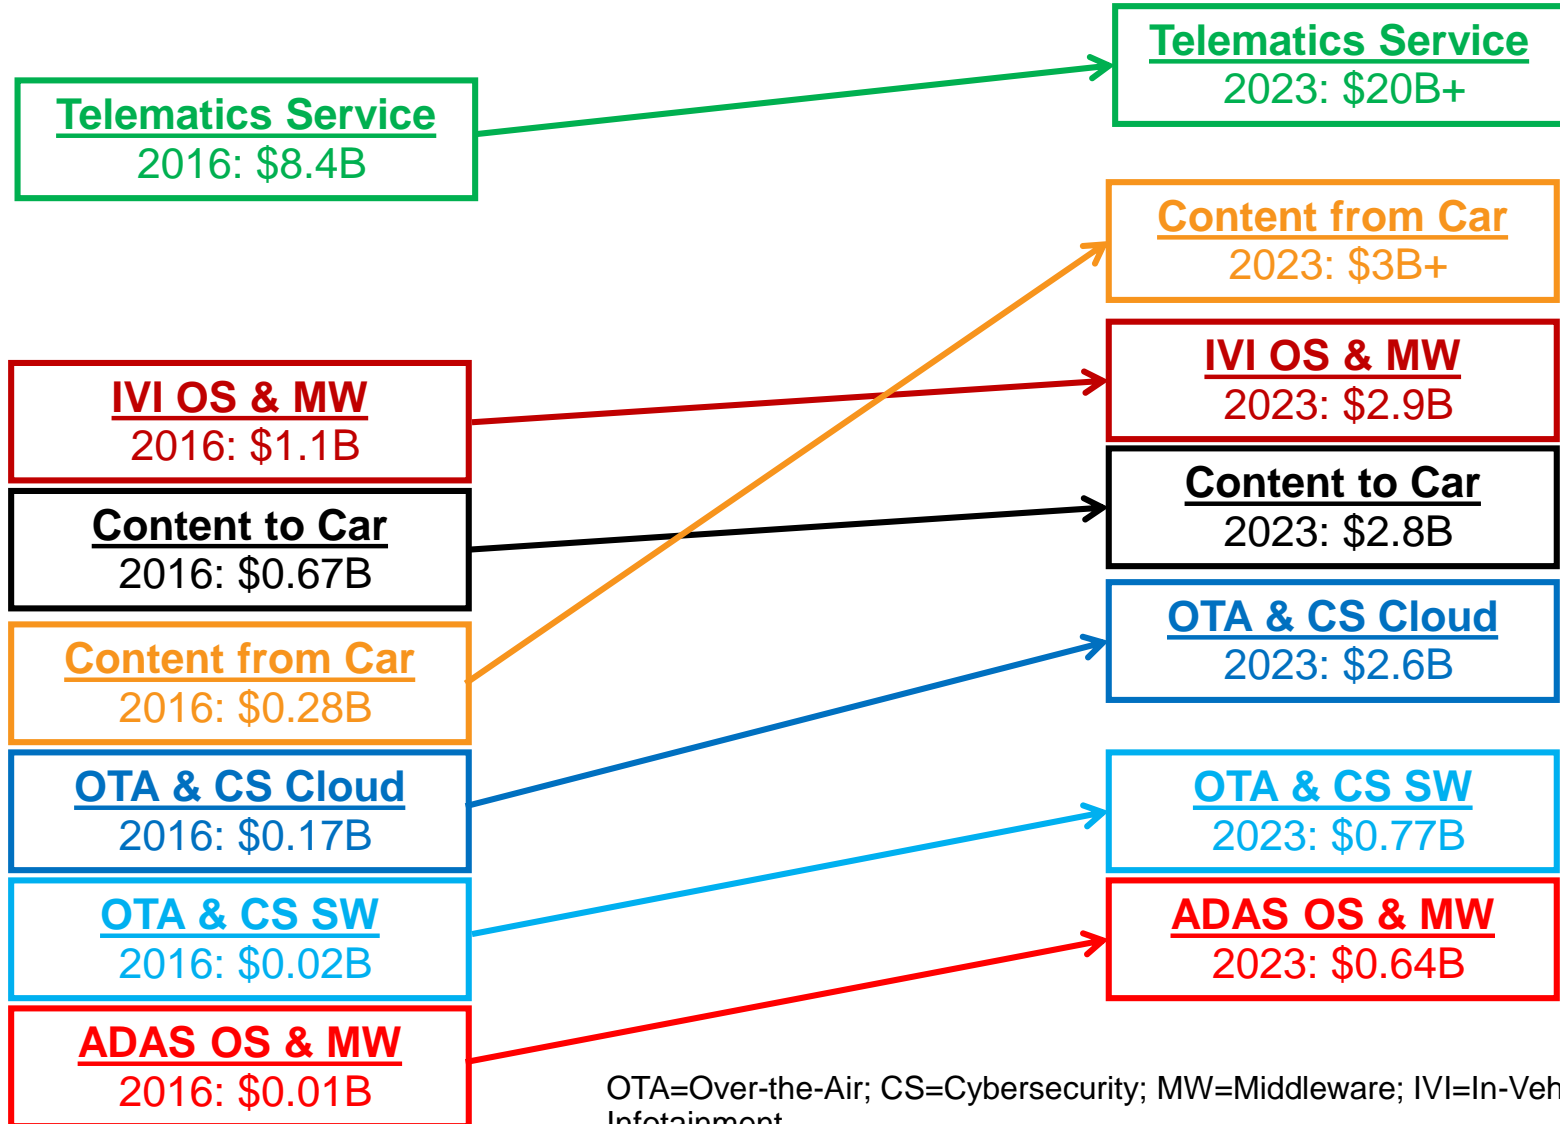 Telematics Service
2016: $8.4B
IVI OS & MW
2016: $1.1B
Content to Car
2016: $0.67B
Content from Car
2016: $0.28B
OTA & CS Cloud
2016: $0.17B
OTA & CS SW
2016: $0.02B
ADAS OS & MW
2016: $0.01B
Telematics Service
2023: $20B+
Content from Car
2023: $3B+
IVI OS & MW
2023: $2.9B
Content to Car
2023: $2.8B
OTA & CS Cloud
2023: $2.6B
OTA & CS SW
2023: $0.77B
ADAS OS & MW
2023: $0.64B
OTA=Over-the-Air; CS=Cybersecurity; MW=Middleware; IVI=In-Veh
Infotainment